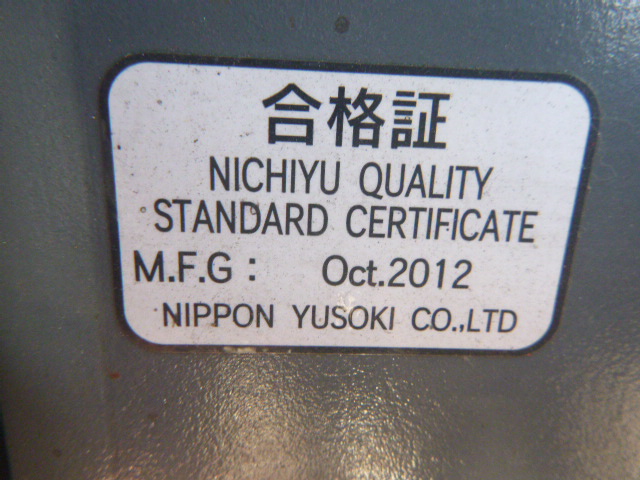 合格証
NICHIYU QUALITY
STANDARD CERTIFICATE
M.F.G : Oct.2012
NIPPON YUSOKI CO.,LTD